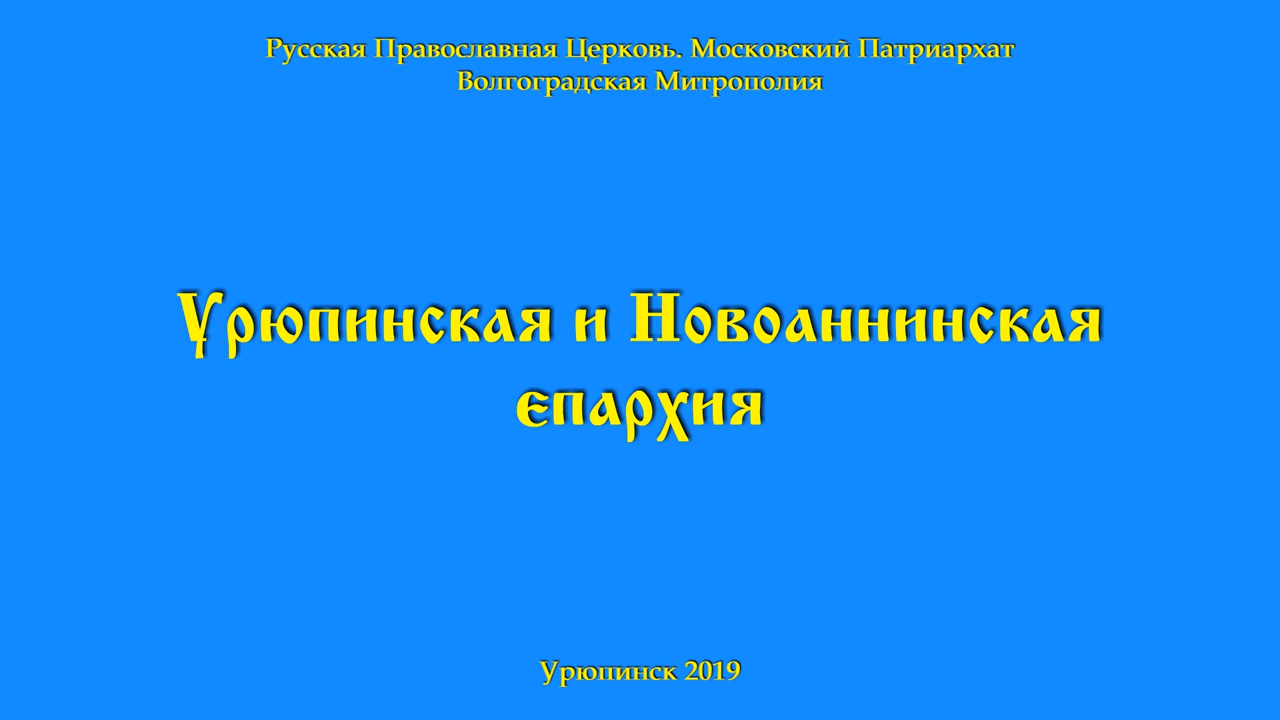 Русская Православная Церковь. Московский Патриархат
Волгоградская Митрополия
Урюпинская и Новоаннинская
епархия
Урюпинск 2019